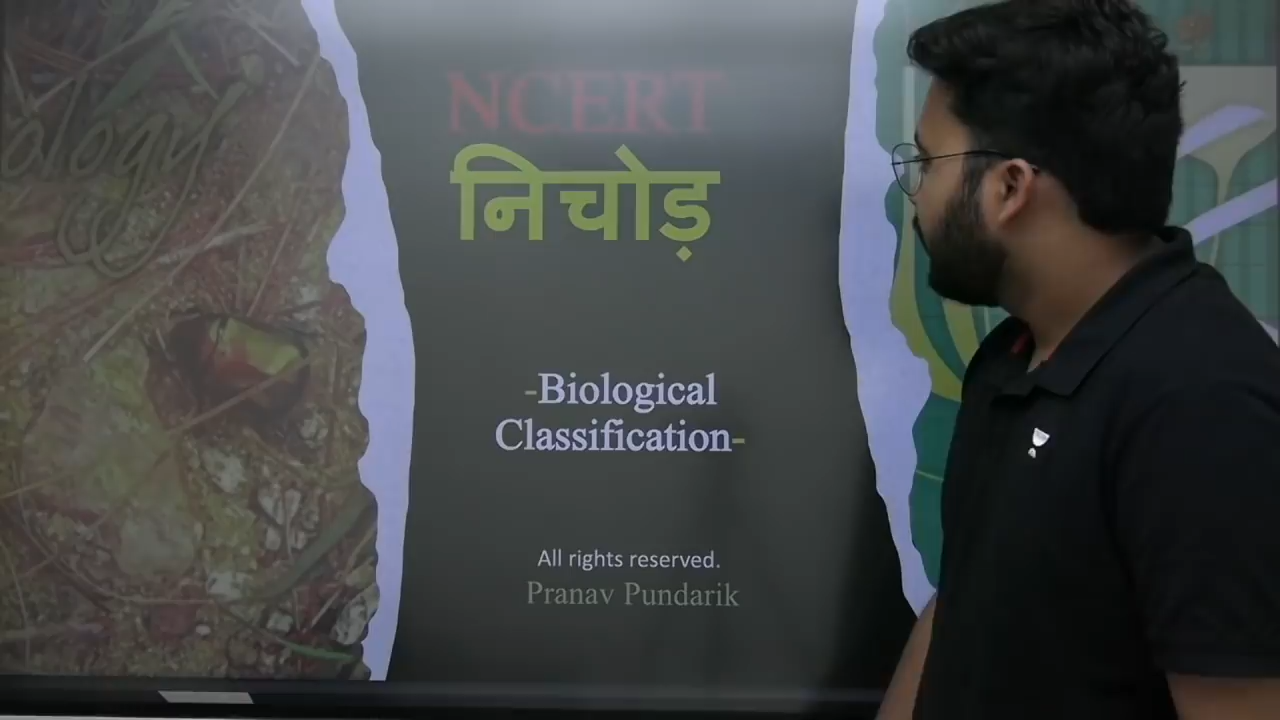 NCERT
निचोड़
-Biological
Classification-
All rights reserved.
Pranav Pundarik